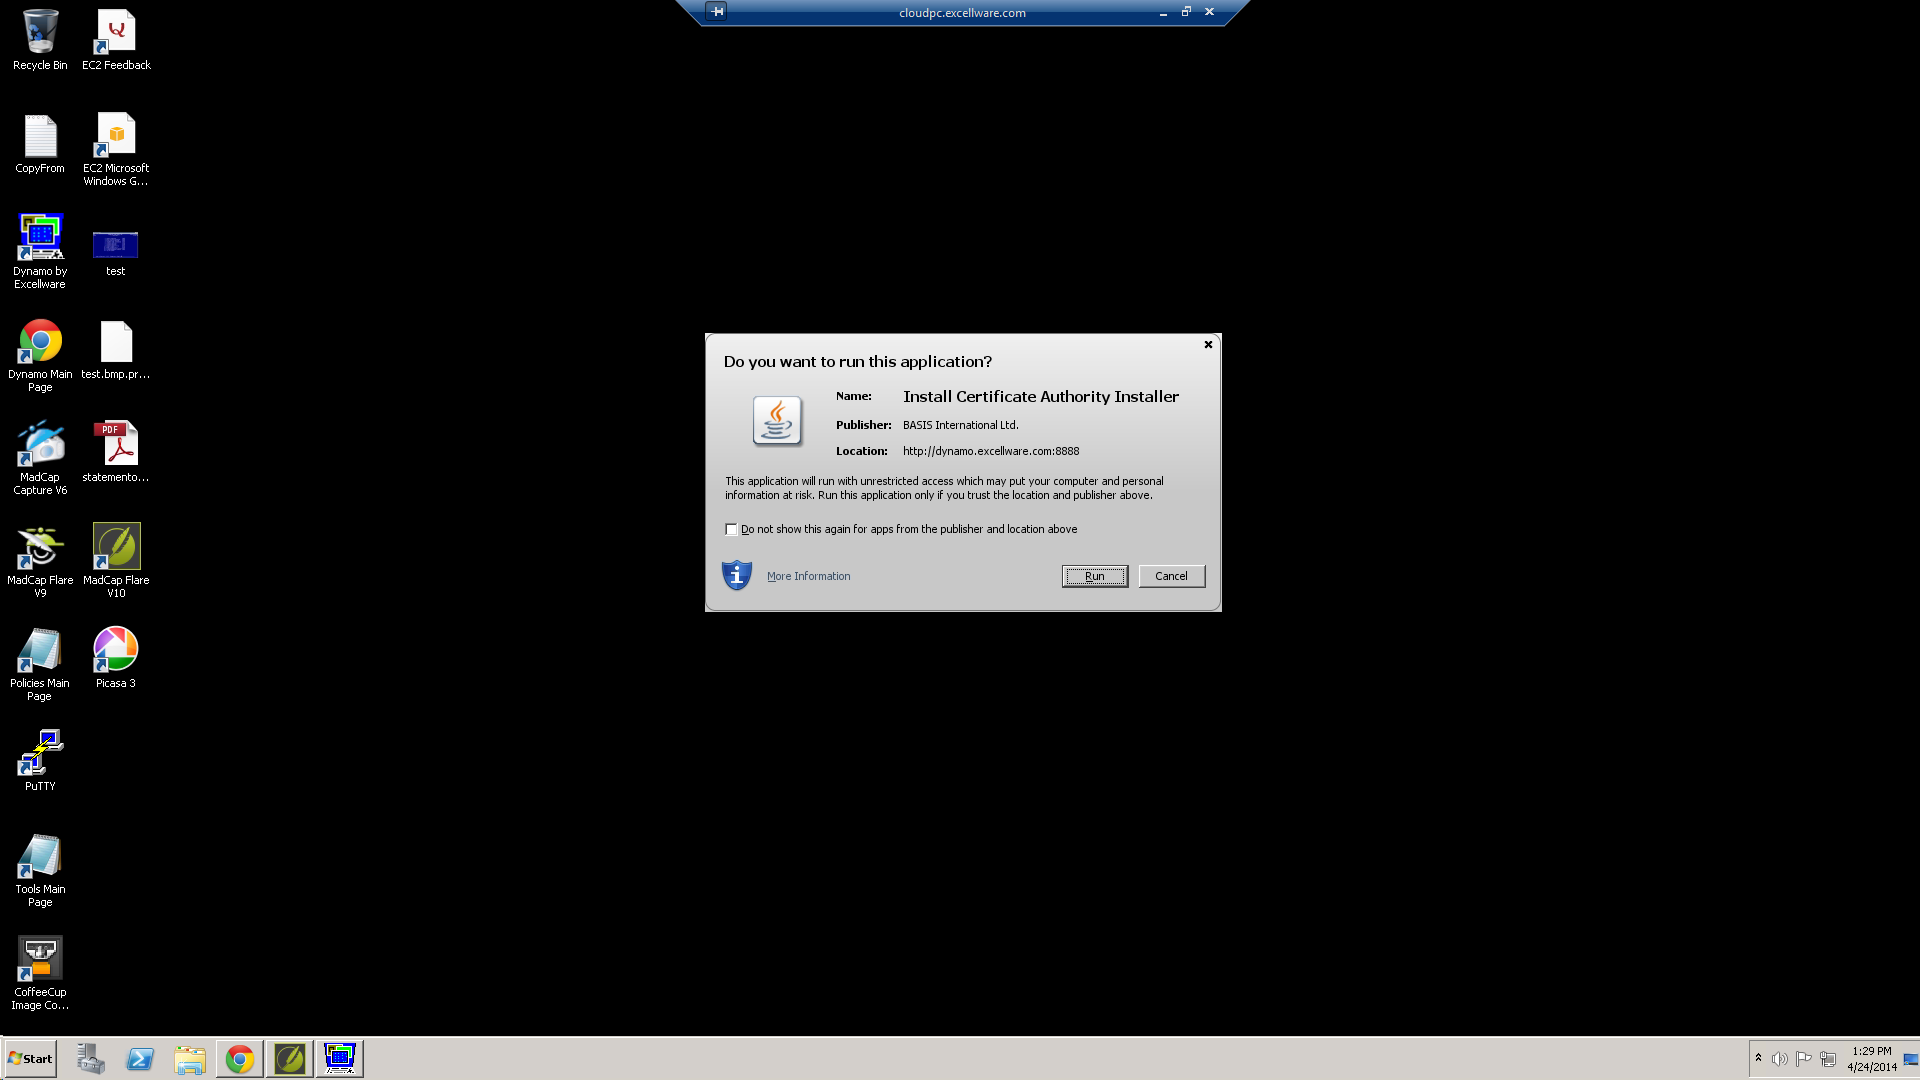 cloudpc.excellware.com
Recycle Bin
EC2 Feedback
CopyFrom
EC2 Microsoft
Windows G...
Dynamo by
Excellware
test
Dynamo Main
Page
test.bmp.pr...
MadCap
Capture V6
PDF
statemento...
MadCap Flare
V9
MadCap Flare
V10
Policies Main
Page
Picasa 3
PuTTY
Tools Main
Page
CoffeeCup
Image Co...
Do you want to run this application?
Name: Install Certificate Authority Installer
Publisher: BASIS International Ltd.
Location: http://dynamo.excellware.com:8888
This application will run with unrestricted access which may put your computer and personal
information at risk. Run this application only if you trust the location and publisher above.
Do not show this again for apps from the publisher and location above
More Information
Run
Cancel
Start
1:29 PM
4/24/2014